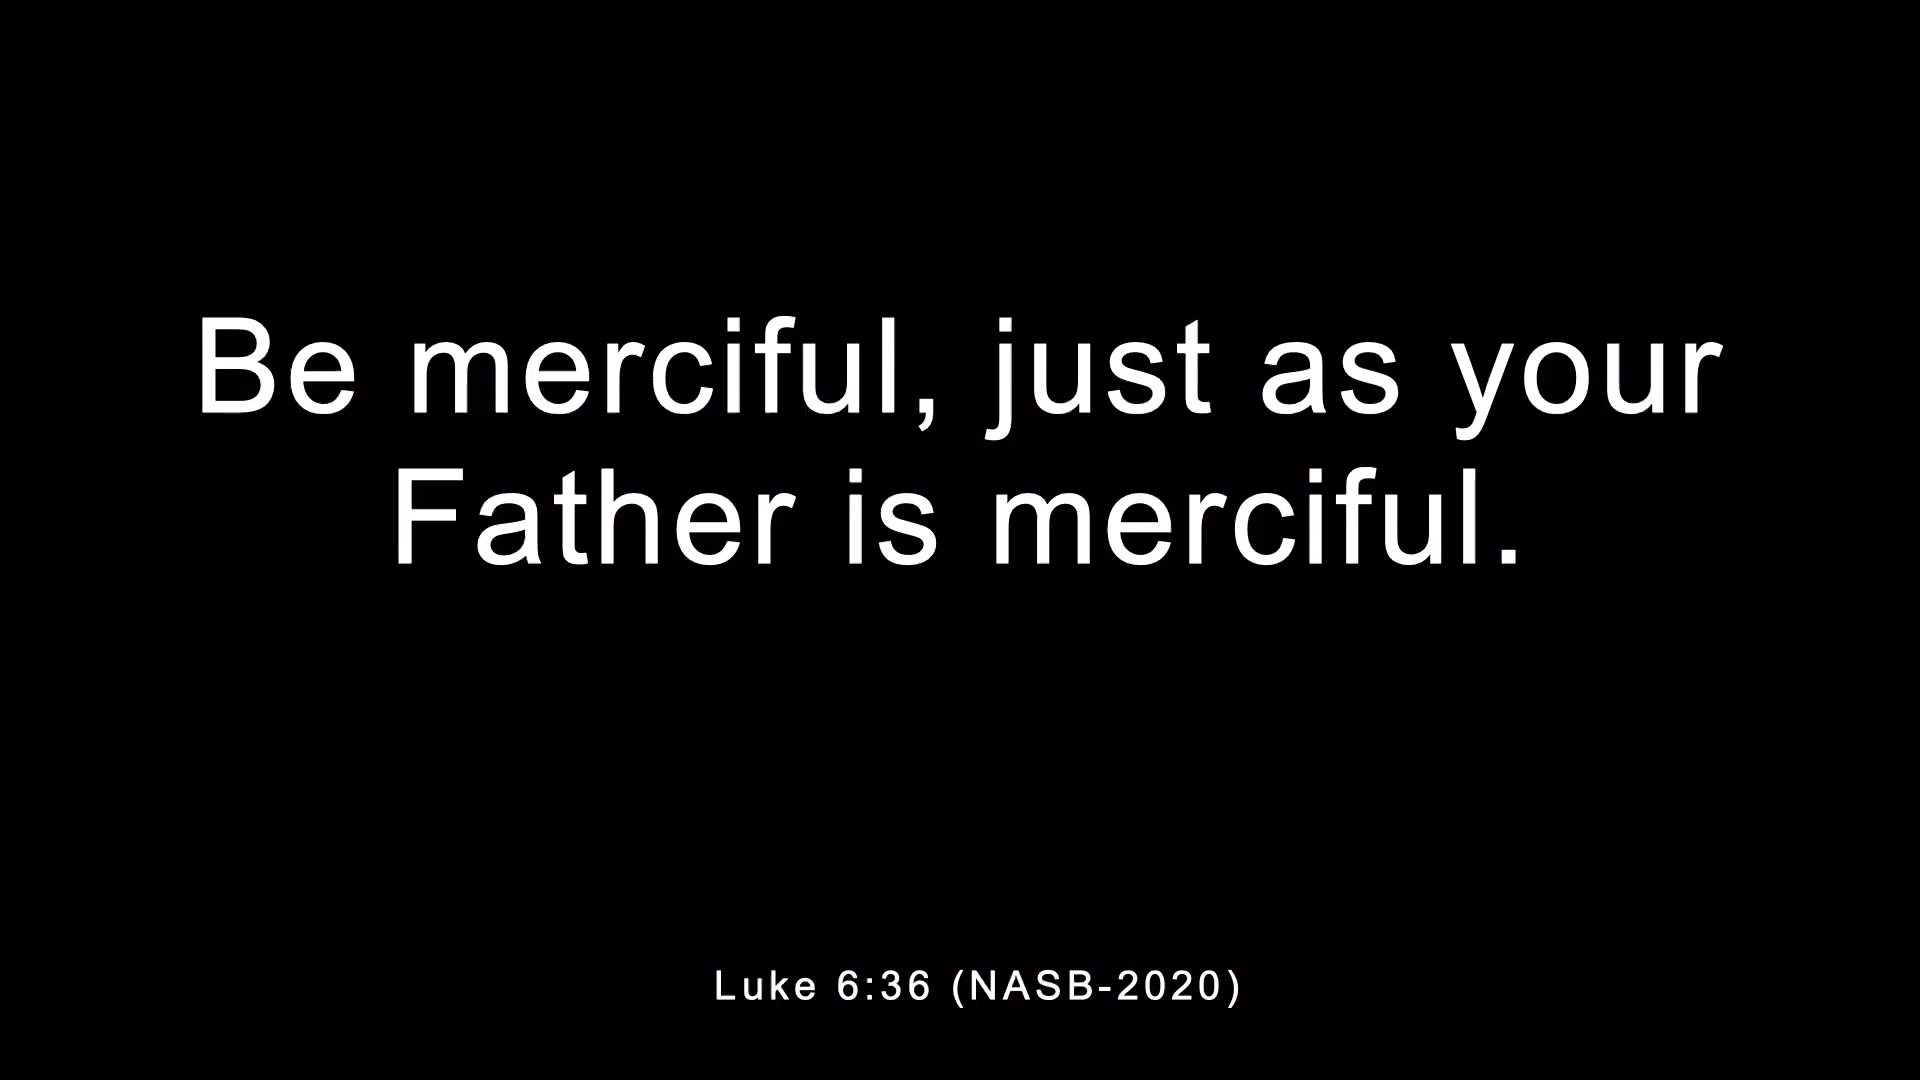 Be merciful, just as your
Father is merciful.
Luke 6:36 (NASB-2020)